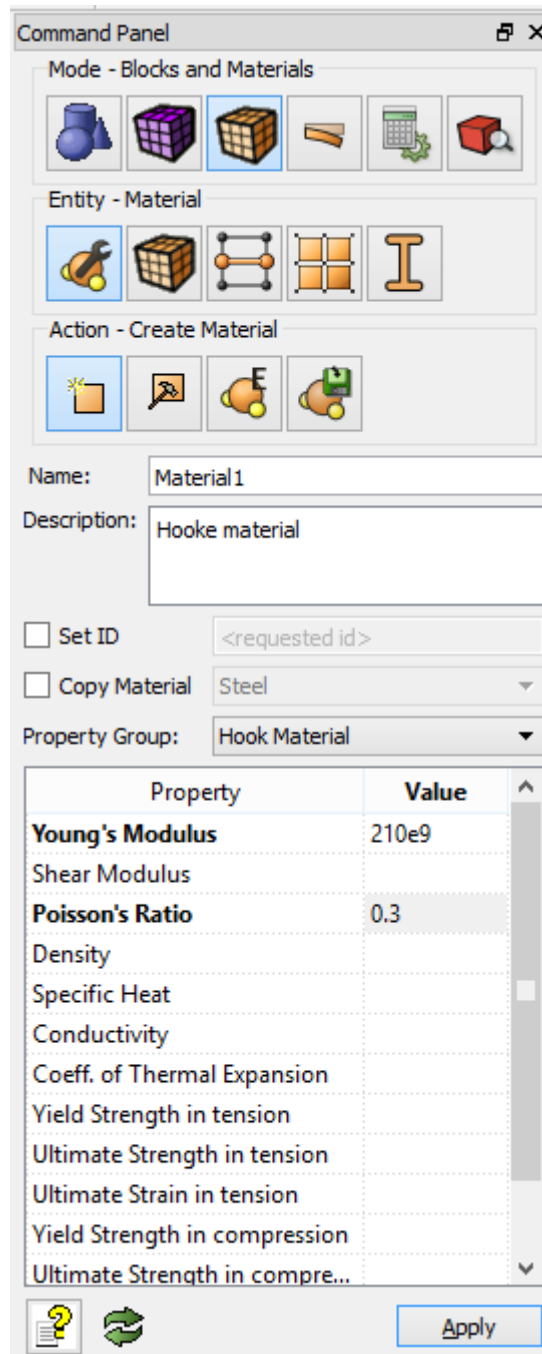 Command Panel
Mode - Blocks and Materials
Entity - Material
Action - Create Material
E
Name: Material1
Description: Hooke material
Set ID <requested id>
Copy Material Steel
Property Group: Hook Material
Property Value
Young's Modulus 210e9
Shear Modulus
Poisson's Ratio 0.3
Density
Specific Heat
Conductivity
Coeff. of Thermal Expansion
Yield Strength in tension
Ultimate Strength in tension
Ultimate Strain in tension
Yield Strength in compression
Ultimate Strength in compre...
Apply